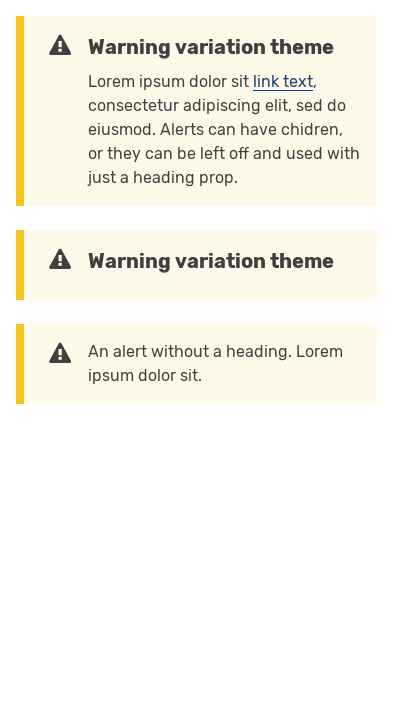 Warning variation theme
Lorem ipsum dolor sit link text,
consectetur adipiscing elit, sed do
eiusmod. Alerts can have chidren,
or they can be left off and used with
just a heading prop.
Warning variation theme
An alert without a heading. Lorem
ipsum dolor sit.